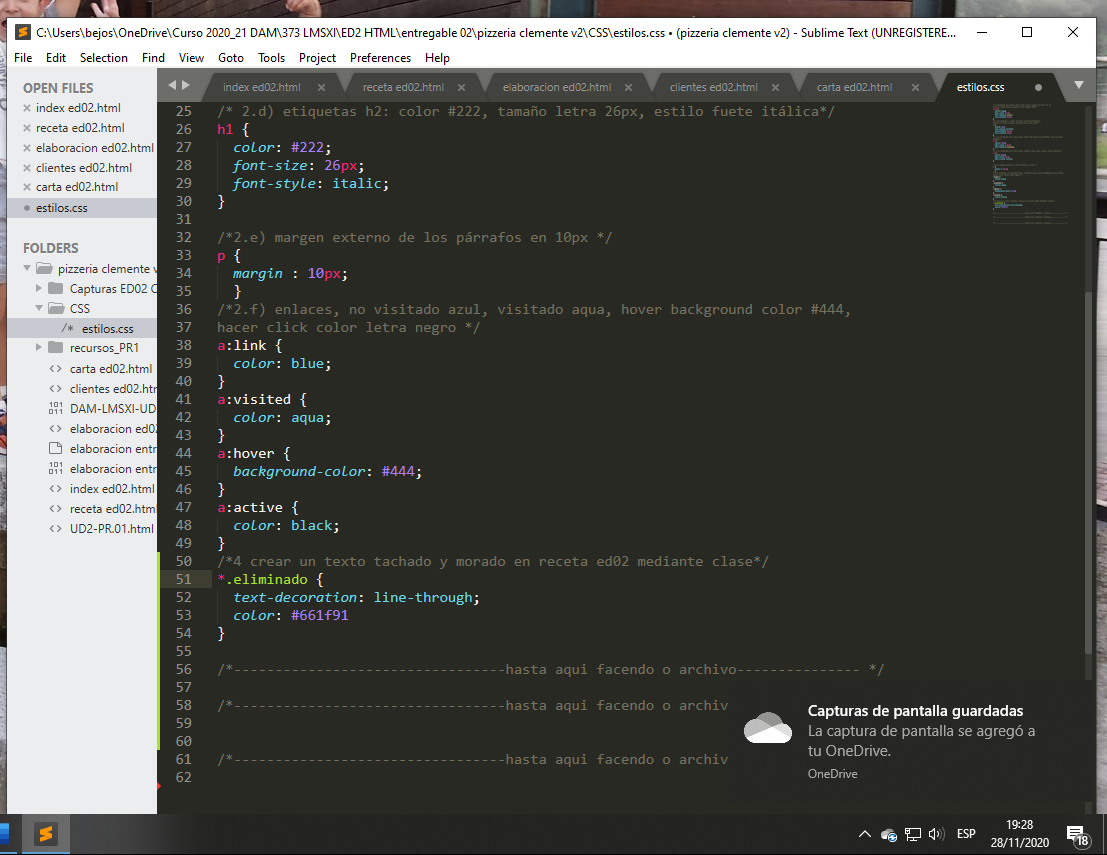 C:\Users\bejos\OneDrive\Curso 2020_21 DAM\373 LMSXI\ED2 HTML\entregable 02\pizzeria clemente v2\CSS\estilos.css • (pizzeria clemente v2) - Sublime Text (UNREGISTERE...
File Edit Selection Find View Goto Tools Project Preferences Help
OPEN FILES
index ed02.html
receta ed02.html
elaboracion ed02.html
clientes ed02.html
carta ed02.html
estilos.css
FOLDERS
pizzeria clemente v
Capturas ED02 C
CSS
/* estilos.css
recursos_PR1
carta ed02.html
clientes ed02.htr
DAM-LMSXI-UD
elaboracion ed02
elaboracion entr
elaboracion entr
index ed02.html
receta ed02.html
UD2-PR.01.html
index ed02.html receta ed02.html elaboracion ed02.html clientes ed02.html carta ed02.html estilos.css
25 /* 2.d) etiquetas h2: color #222, tamaño letra 26px, estilo fuete itálica*/
26 h1 {
27 color: #222;
28 font-size: 26px;
29 font-style: italic;
30 }
31
32 /*2.e) margen externo de los párrafos en 10px */
33 p {
34 margin : 10px;
35 }
36 /*2.f) enlaces, no visitado azul, visitado aqua, hover background color #444,
37 hacer click color letra negro */
38 a:link {
39 color: blue;
40 }
41 a:visited {
42 color: aqua;
43 }
44 a:hover {
45 background-color: #444;
46 }
47 a:active {
48 color: black;
49 }
50 /*4 crear un texto tachado y morado en receta ed02 mediante clase*/
51 *.eliminado {
52 text-decoration: line-through;
53 color: #661f91
54 }
55
56 /*---------------------------------hasta aqui facendo o archivo--------------- */
57
58 /*---------------------------------hasta aqui facendo o archiv
59
60
61 /*---------------------------------hasta aqui facendo o archiv
62
Capturas de pantalla guardadas
La captura de pantalla se agregó a
tu OneDrive.
OneDrive
ESP
19:28
28/11/2020
18